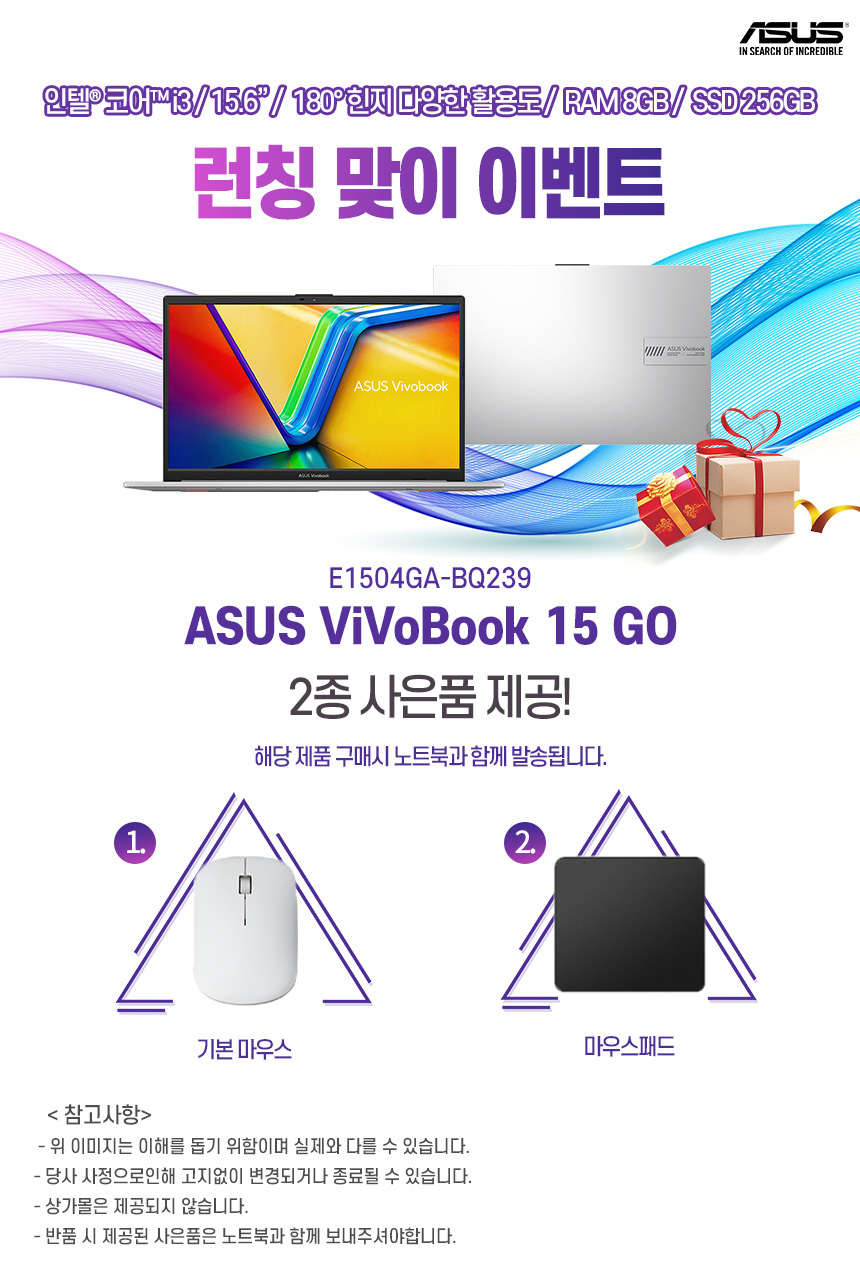 ASUS®
IN SEARCH OF INCREDIBLE
인텔® 코어™ i3 / 15.6” / 180° 힌지 다양한 활용도 / RAM 8GB / SSD 256GB
런칭 맞이 이벤트
ASUS Vivobook
ASUS Vivobook
ASUS Vivobook
E1504GA-BQ239
ASUS ViVoBook 15 GO
2종 사은품 제공!
해당 제품 구매시 노트북과 함께 발송됩니다.
1.
2.
기본 마우스
마우스패드
< 참고사항>
- 위 이미지는 이해를 돕기 위함이며 실제와 다를 수 있습니다.
- 당사 사정으로인해 고지없이 변경되거나 종료될 수 있습니다.
- 상가몰은 제공되지 않습니다.
- 반품 시 제공된 사은품은 노트북과 함께 보내주셔야합니다.